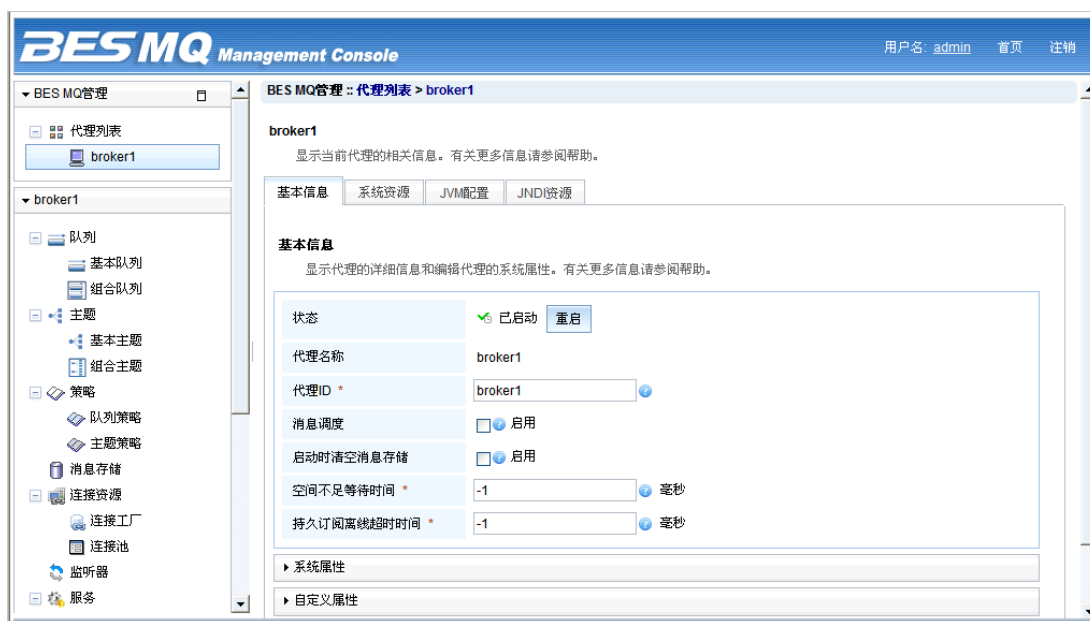 BES MQ Management Console
用户名: admin 首页 注销
BES MQ管理
代理列表
broker1
broker1
队列
基本队列
组合队列
主题
基本主题
组合主题
策略
队列策略
主题策略
消息存储
连接资源
连接工厂
连接池
监听器
服务
BES MQ管理 :: 代理列表 > broker1
broker1
显示当前代理的相关信息。有关更多信息请参阅帮助。
基本信息 系统资源 JVM配置 JNDI资源
基本信息
显示代理的详细信息和编辑代理的系统属性。有关更多信息请参阅帮助。
状态 已启动 重启
代理名称 broker1
代理ID * broker1
消息调度 启用
启动时清空消息存储 启用
空间不足等待时间 * -1 毫秒
持久订阅离线超时时间 * -1 毫秒
系统属性
自定义属性